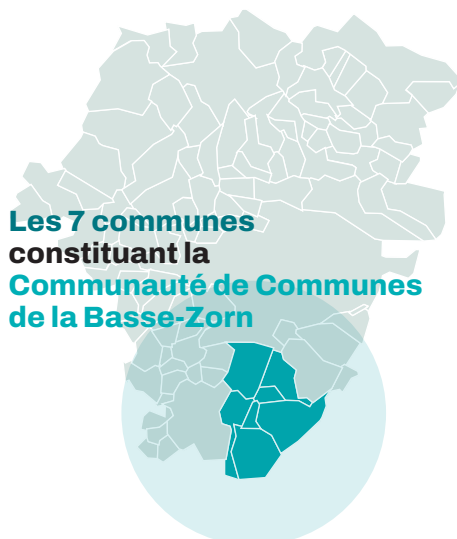 Les 7 communes
constituant la
Communauté de Communes
de la Basse-Zorn